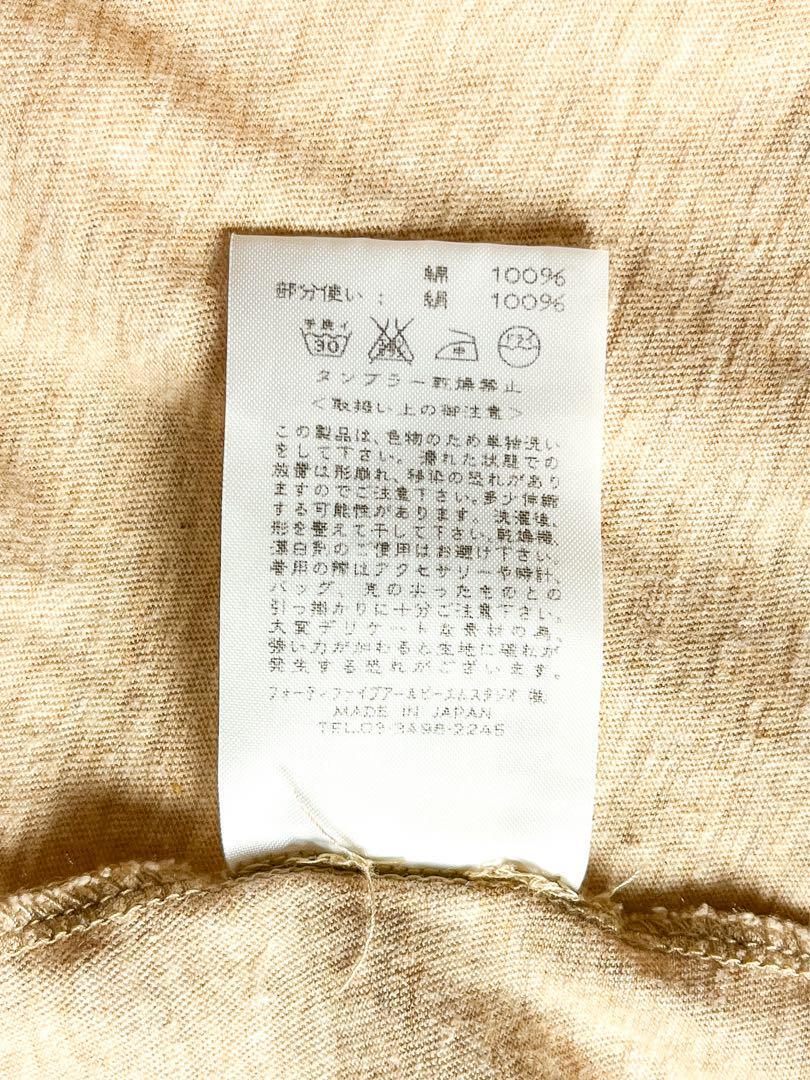 綿 100%
部分使い : 絹 100%
手洗イ
30
中
タンブラー乾燥禁止
<取扱い上の御注意>
この製品は、色物のため単独洗い
をして下さい。濡れた状態での
放置は形崩れ、移染の恐れがあり
ますのでご注意下さい。多少伸縮
する可能性があります。洗濯後、
形を整えて干して下さい。乾燥機、
漂白剤のご使用はお避け下さい。
着用の際はアクセサリーや時計、
バッグ、先の尖ったものとの
引っ掛かりに十分ご注意下さい。
大変デリケートな素材の為、
強い力が加わると生地に破れが
発生する恐れがございます。
フォーティファイブアールピーエムスタジオ(株)
MADE IN JAPAN
TEL.03-3498-2245